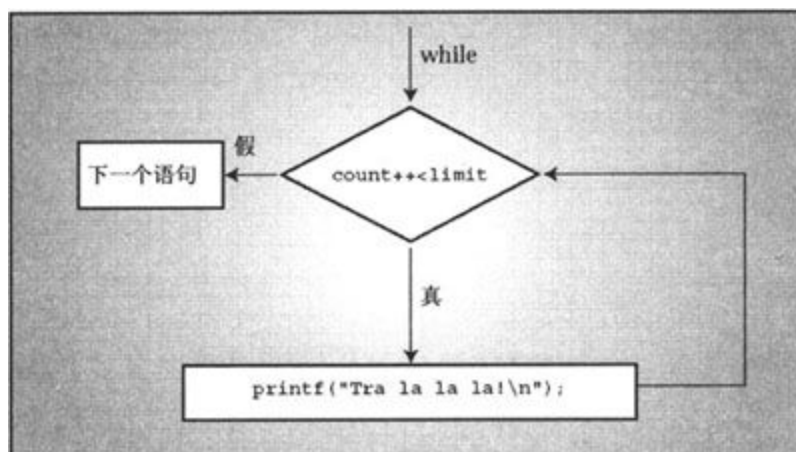 while
假
下一个语句
count++<limit
真
printf("Tra la la la!\n");